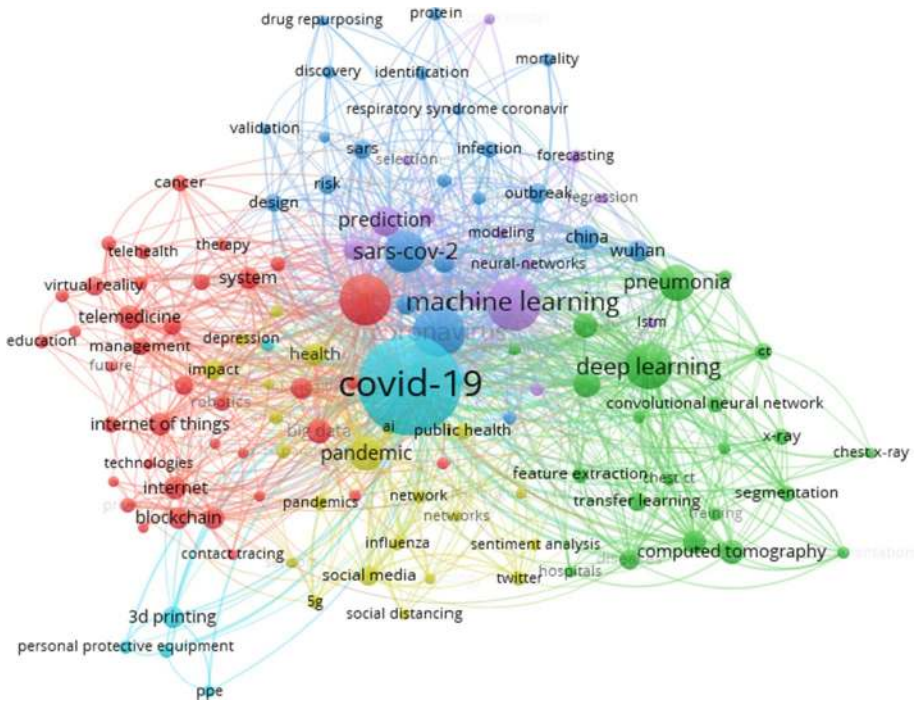 drug repurposing
protein
mortality
discovery
identification
respiratory syndrome coronavir
validation
sars
infection
selection
forecasting
cancer
risk
design
outbreak
regression
prediction
modeling
china
wuhan
telehealth
therapy
sars-cov-2
neural-networks
virtual reality
system
pneumonia
machine learning
telemedicine
coronavirus
lstm
education
management
depression
health
ct
future
impact
deep learning
covid-19
robotics
convolutional neural network
internet of things
big data
ai
public health
x-ray
technologies
pandemic
chest x-ray
internet
feature extraction
chest ct
pandemics
network
transfer learning
segmentation
blockchain
networks
training
contact tracing
influenza
sentiment analysis
computed tomography
social media
twitter
hospitals
5g
social distancing
3d printing
personal protective equipment
ppe